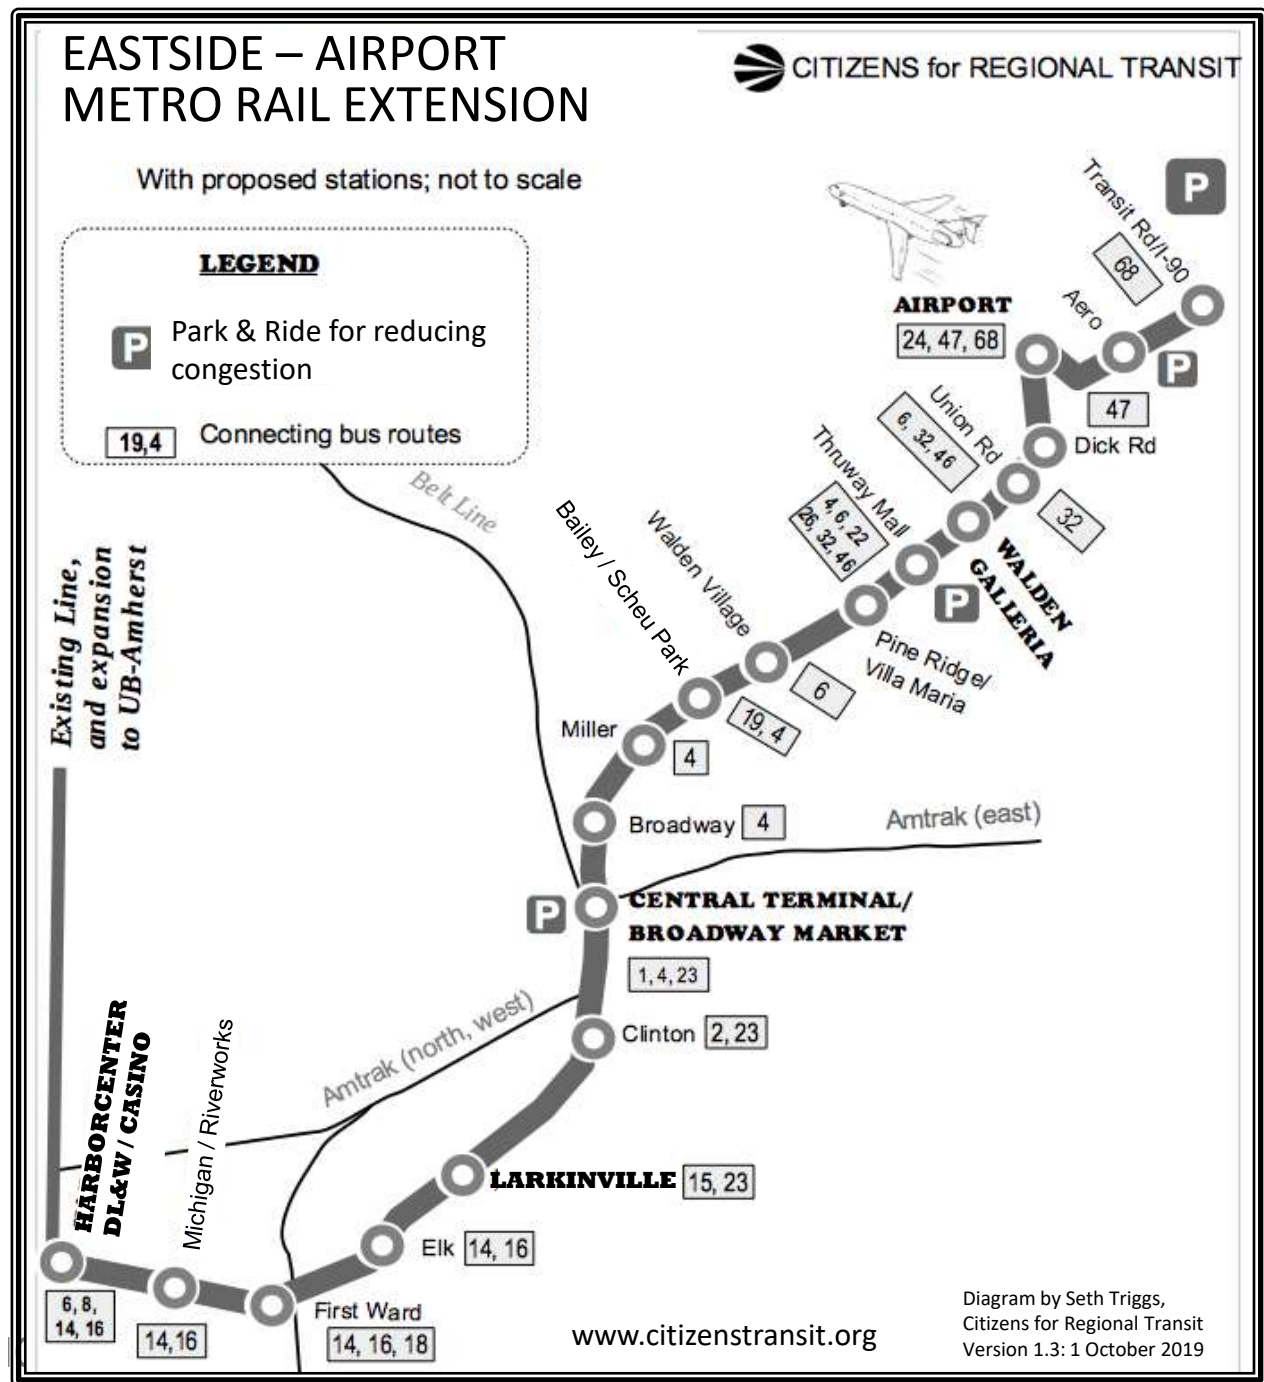 EASTSIDE – AIRPORT
METRO RAIL EXTENSION
CITIZENS for REGIONAL TRANSIT
With proposed stations; not to scale
LEGEND
P
Park & Ride for reducing
congestion
19,4
Connecting bus routes
P
Transit Rd/I-90
68
Aero
P
47
AIRPORT
24, 47, 68
Dick Rd
Union Rd
6, 32, 46
32
Thruway Mall
4, 6, 22
26, 32, 46
WALDEN
GALLERIA
P
Pine Ridge/
Villa Maria
Walden Village
6
Bailey / Scheu Park
19, 4
Belt Line
Existing Line,
and expansion
to UB-Amherst
Miller
4
Broadway
4
Amtrak (east)
P
CENTRAL TERMINAL/
BROADWAY MARKET
1, 4, 23
Amtrak (north, west)
Clinton
2, 23
HARBORCENTER
DL&W / CASINO
Michigan / Riverworks
LARKINVILLE
15, 23
Elk
14, 16
6, 8,
14, 16
14,16
First Ward
14, 16, 18
www.citizenstransit.org
Diagram by Seth Triggs,
Citizens for Regional Transit
Version 1.3: 1 October 2019